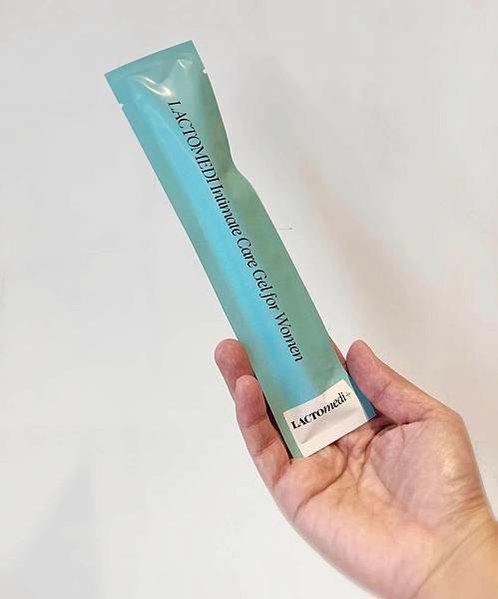 LACTOMEDI Intimate Care Gel for Women
LACTOmedi+